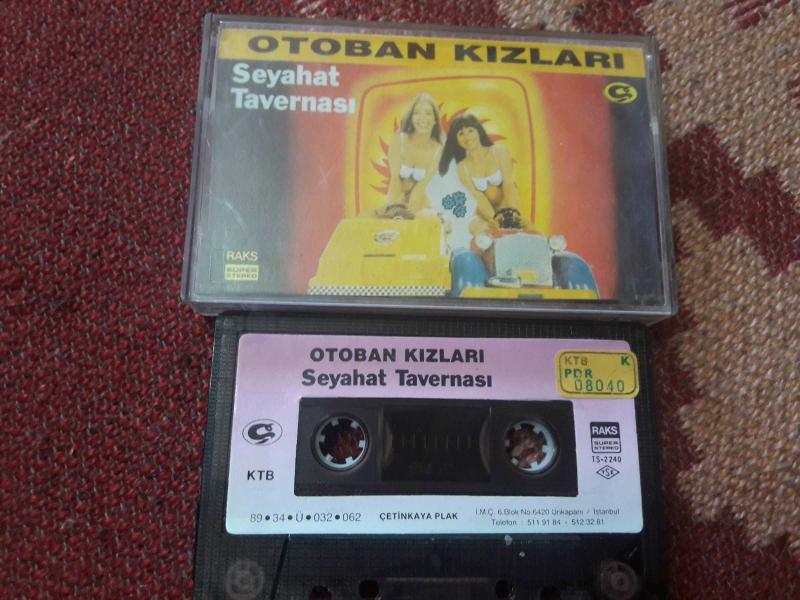 OTOBAN KIZLARI
Seyahat
Tavernası
RAKS
SUPER
STEREO
OTOBAN KIZLARI
Seyahat Tavernası
KTB K
PDR
08040
RAKS
SUPER
STEREO
TS-2240
TSE
KTB
89•34•Ü•032•062
ÇETİNKAYA PLAK
İ.M.Ç. 6.Blok No.6420 Unkapanı / İstanbul
Telefon : 511 91 84 - 512 32 81